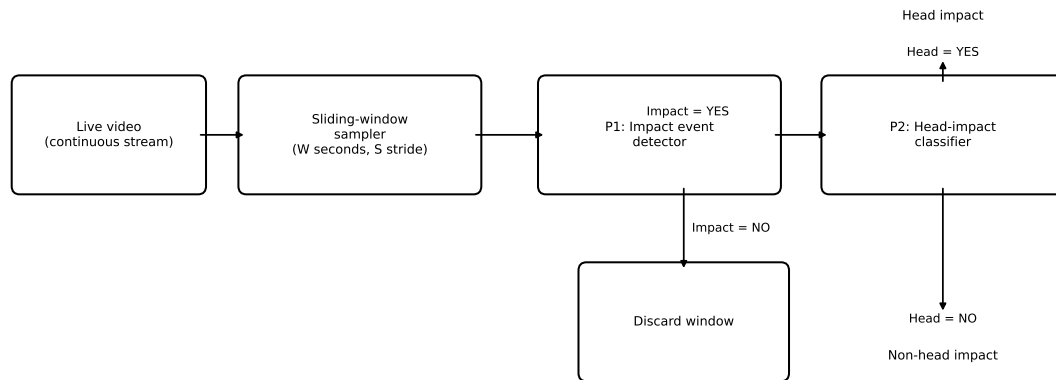 Live video
(continuous stream)
Sliding-window
sampler
(W seconds, S stride)
Impact = YES
P1: Impact event
detector
Impact = NO
Discard window
Head impact
Head = YES
P2: Head-impact
classifier
Head = NO
Non-head impact